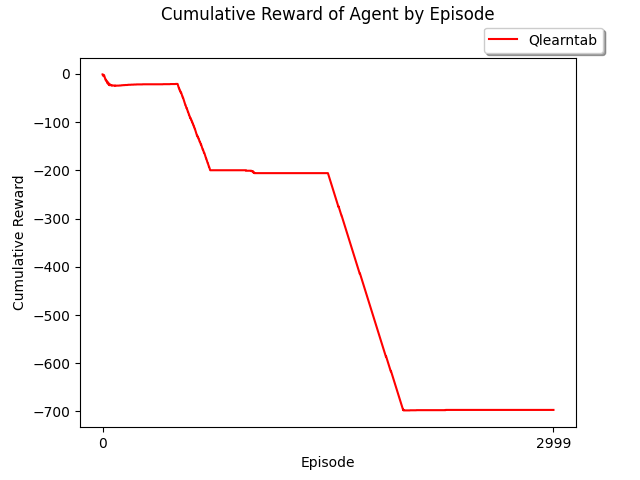 Cumulative Reward of Agent by Episode
Qlearntab
0
−100
−200
−300
−400
−500
−600
−700
Cumulative Reward
0
2999
Episode